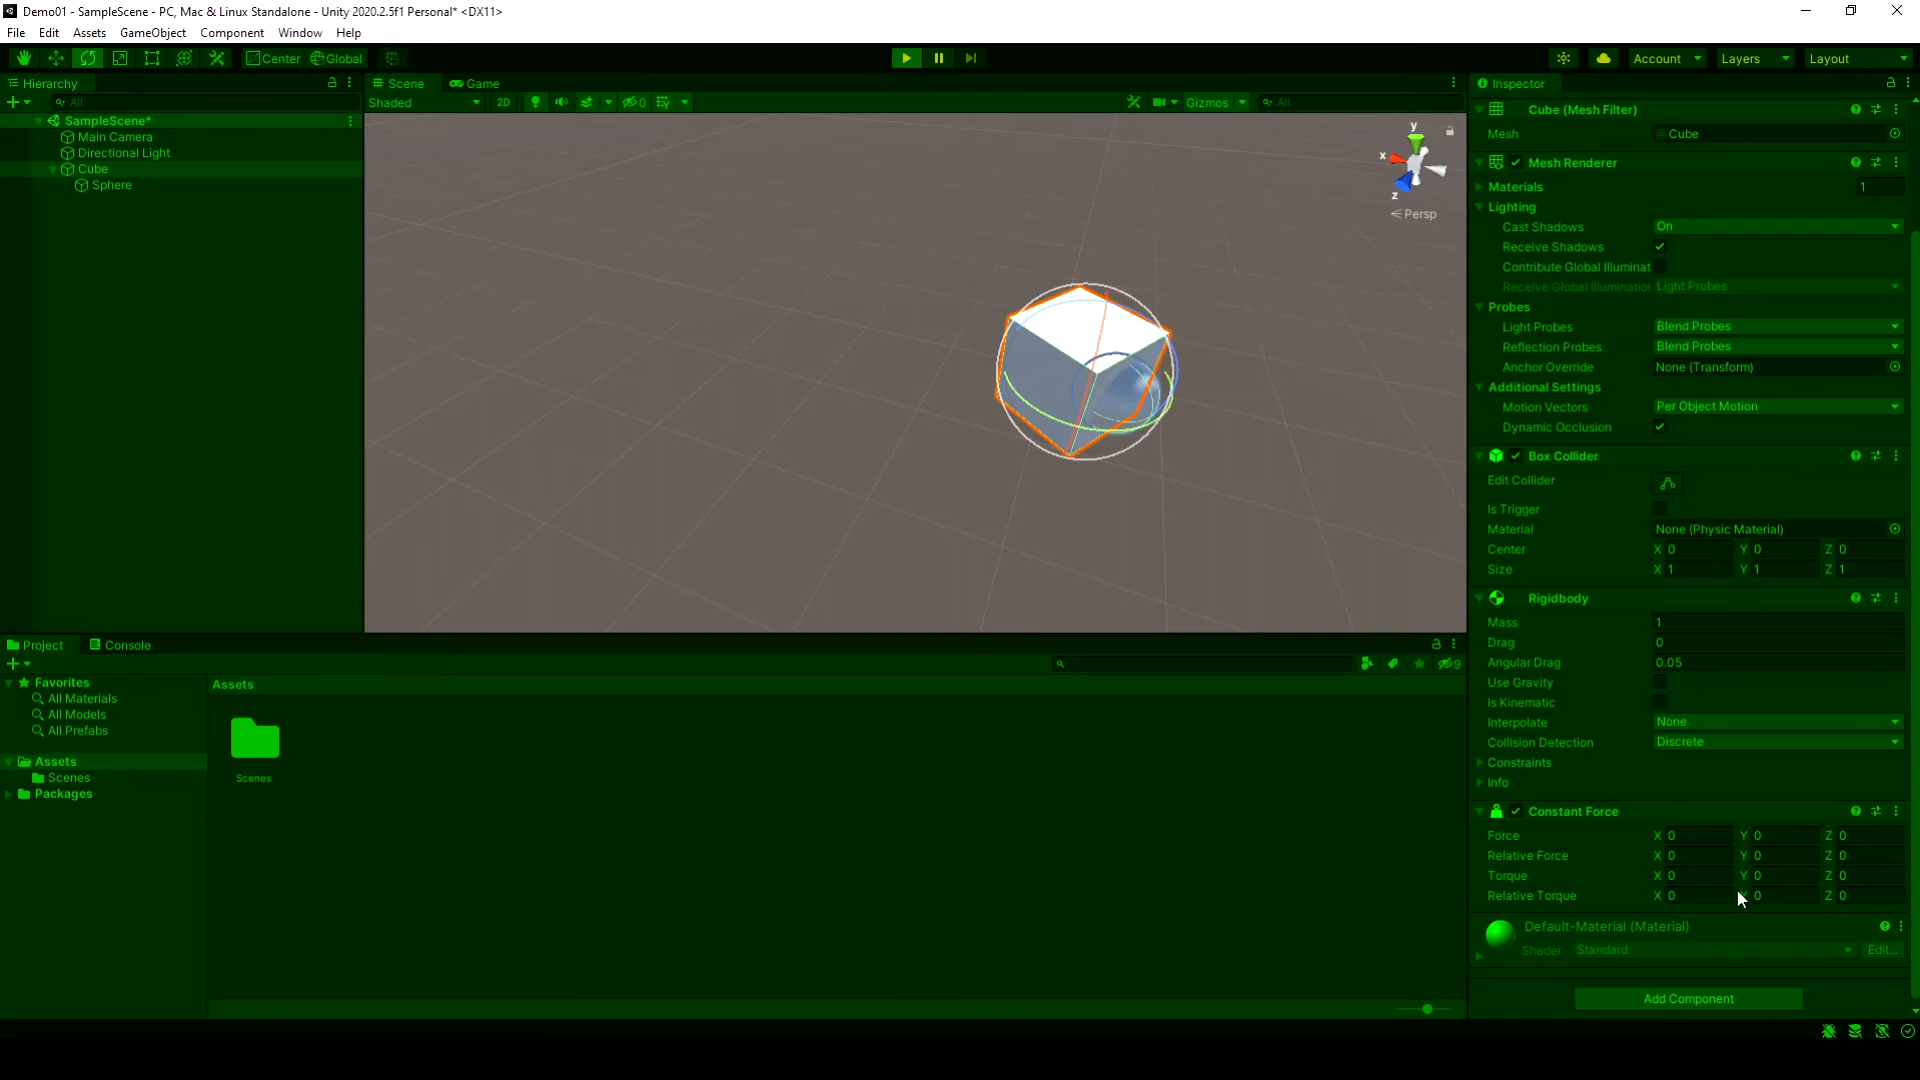 Demo01 - SampleScene - PC, Mac & Linux Standalone - Unity 2020.2.5f1 Personal* <DX11>
File Edit Assets GameObject Component Window Help
Center Global Account Layers Layout
Hierarchy
All
SampleScene*
Main Camera
Directional Light
Cube
Sphere
Scene Game
Shaded 2D 0 Gizmos All
y
x
z
Persp
Inspector
Cube (Mesh Filter)
Mesh Cube
Mesh Renderer
Materials 1
Lighting
Cast Shadows On
Receive Shadows
Contribute Global Illuminat
Receive Global Illumination Light Probes
Probes
Light Probes Blend Probes
Reflection Probes Blend Probes
Anchor Override None (Transform)
Additional Settings
Motion Vectors Per Object Motion
Dynamic Occlusion
Box Collider
Edit Collider
Is Trigger
Material None (Physic Material)
Center X 0 Y 0 Z 0
Size X 1 Y 1 Z 1
Rigidbody
Mass 1
Drag 0
Angular Drag 0.05
Use Gravity
Is Kinematic
Interpolate None
Collision Detection Discrete
Constraints
Info
Constant Force
Force X 0 Y 0 Z 0
Relative Force X 0 Y 0 Z 0
Torque X 0 Y 0 Z 0
Relative Torque X 0 Y 0 Z 0
Default-Material (Material)
Shader Standard Edit...
Add Component
Project Console
9
Favorites
All Materials
All Models
All Prefabs
Assets
Scenes
Packages
Assets
Scenes